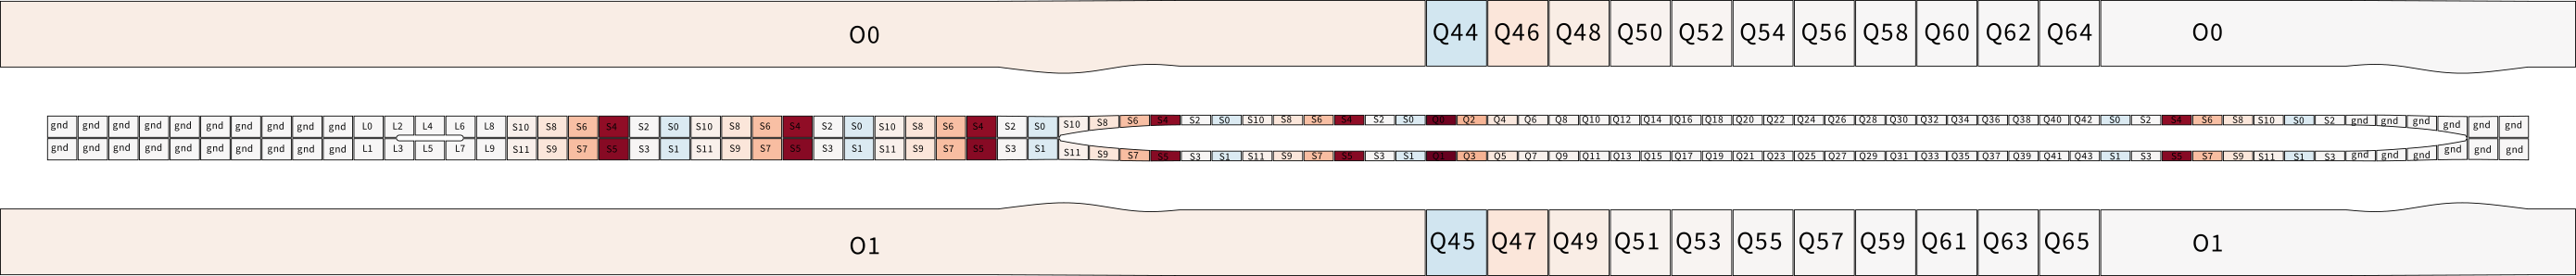 O0 Q44 Q46 Q48 Q50 Q52 Q54 Q56 Q58 Q60 Q62 Q64 O0
gnd gnd gnd gnd gnd gnd gnd gnd gnd gnd L0 L2 L4 L6 L8 S10 S8 S6 S4 S2 S0 S10 S8 S6 S4 S2 S0 S10 S8 S6 S4 S2 S0 S10 S8 S6 S4 S2 S0 S10 S8 S6 S4 S2 S0 Q0 Q2 Q4 Q6 Q8 Q10 Q12 Q14 Q16 Q18 Q20 Q22 Q24 Q26 Q28 Q30 Q32 Q34 Q36 Q38 Q40 Q42 S0 S2 S4 S6 S8 S10 S0 S2 gnd gnd gnd gnd gnd gnd
gnd gnd gnd gnd gnd gnd gnd gnd gnd gnd L1 L3 L5 L7 L9 S11 S9 S7 S5 S3 S1 S11 S9 S7 S5 S3 S1 S11 S9 S7 S5 S3 S1 S11 S9 S7 S5 S3 S1 S11 S9 S7 S5 S3 S1 Q1 Q3 Q5 Q7 Q9 Q11 Q13 Q15 Q17 Q19 Q21 Q23 Q25 Q27 Q29 Q31 Q33 Q35 Q37 Q39 Q41 Q43 S1 S3 S5 S7 S9 S11 S1 S3 gnd gnd gnd gnd gnd gnd
O1 Q45 Q47 Q49 Q51 Q53 Q55 Q57 Q59 Q61 Q63 Q65 O1